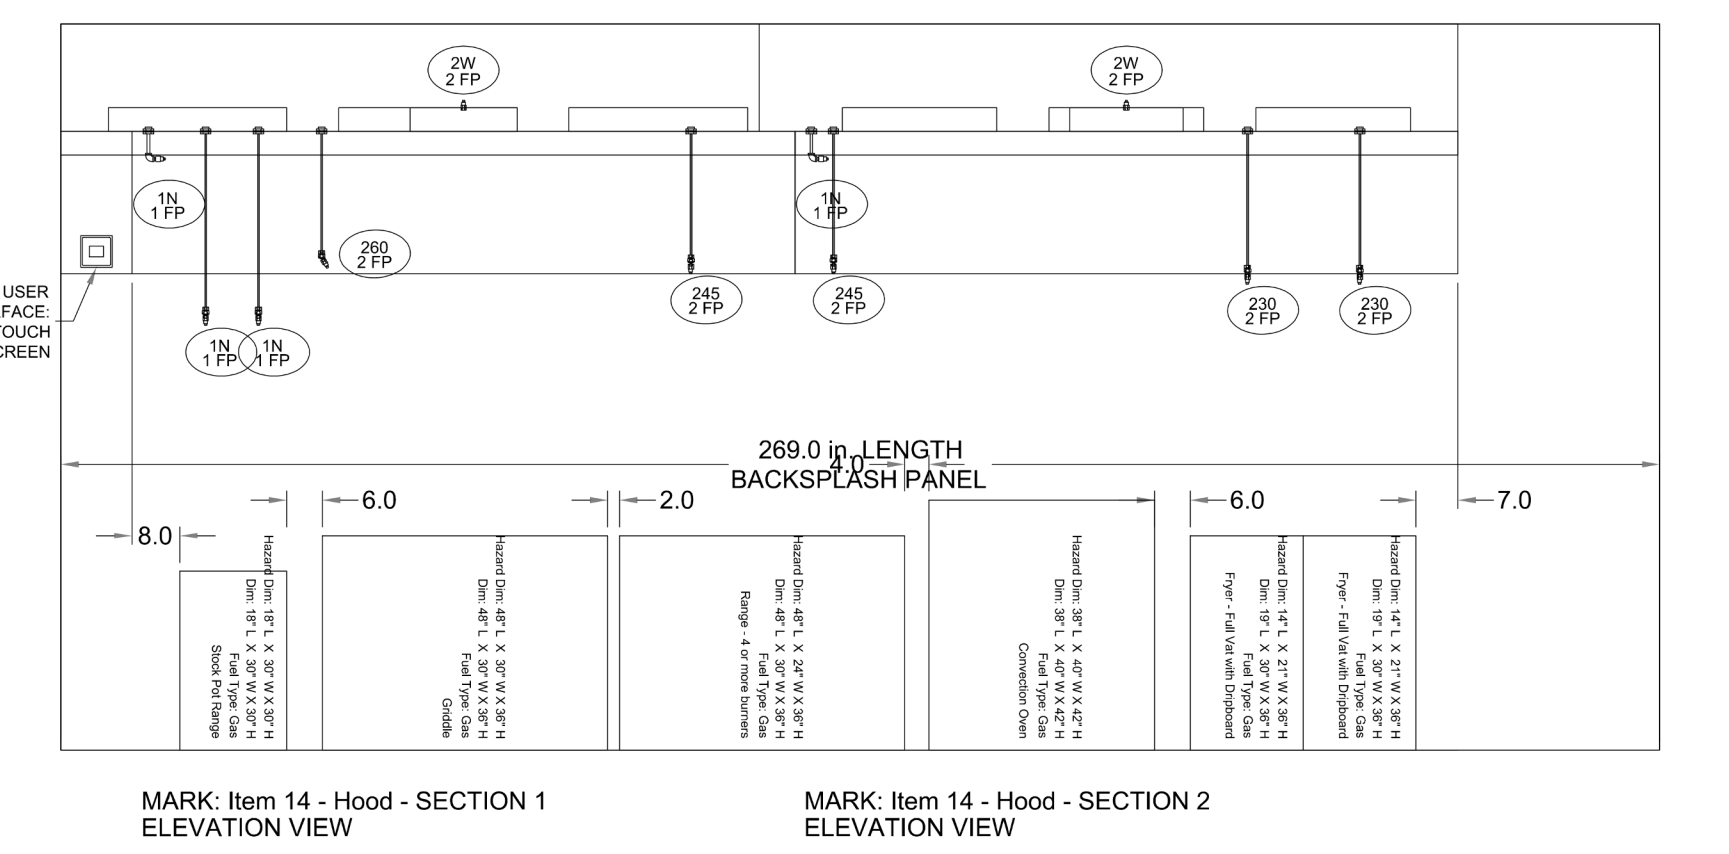 2W
2 FP
2W
2 FP
1N
1 FP
1N
1 FP
260
2 FP
245
2 FP
245
2 FP
230
2 FP
230
2 FP
1N
1 FP
1N
1 FP
USER
FACE:
TOUCH
CREEN
269.0 in. LENGTH
BACKSPLASH PANEL
4.0
8.0
6.0
2.0
6.0
7.0
Hazard Dim: 18" L X 30" W X 30" H
Dim: 18" L X 30" W X 30" H
Fuel Type: Gas
Stock Pot Range
Hazard Dim: 48" L X 30" W X 36" H
Dim: 48" L X 30" W X 36" H
Fuel Type: Gas
Griddle
Hazard Dim: 48" L X 24" W X 36" H
Dim: 48" L X 30" W X 36" H
Fuel Type: Gas
Range - 4 or more burners
Hazard Dim: 38" L X 40" W X 42" H
Dim: 38" L X 40" W X 42" H
Fuel Type: Gas
Convection Oven
Hazard Dim: 14" L X 21" W X 36" H
Dim: 19" L X 30" W X 36" H
Fuel Type: Gas
Fryer - Full Vat with Dripboard
Hazard Dim: 14" L X 21" W X 36" H
Dim: 19" L X 30" W X 36" H
Fuel Type: Gas
Fryer - Full Vat with Dripboard
MARK: Item 14 - Hood - SECTION 1
ELEVATION VIEW
MARK: Item 14 - Hood - SECTION 2
ELEVATION VIEW